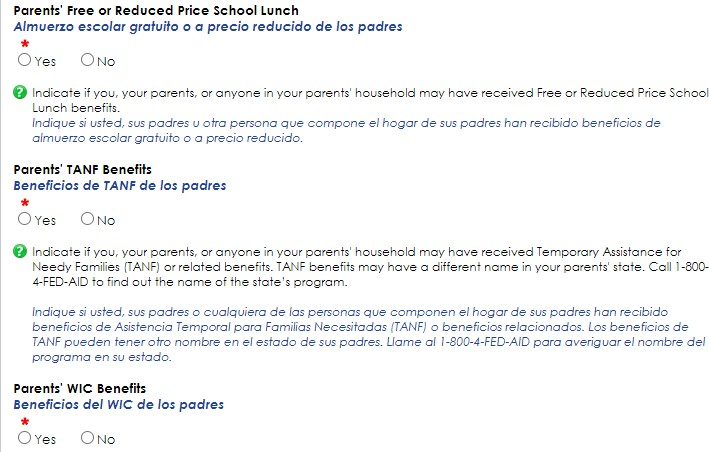 Parents' Free or Reduced Price School Lunch
Almuerzo escolar gratuito o a precio reducido de los padres
*
Yes No
Indicate if you, your parents, or anyone in your parents' household may have received Free or Reduced Price School
Lunch benefits.
Indique si usted, sus padres u otra persona que compone el hogar de sus padres han recibido beneficios de
almuerzo escolar gratuito o a precio reducido.
Parents' TANF Benefits
Beneficios de TANF de los padres
*
Yes No
Indicate if you, your parents, or anyone in your parents' household may have received Temporary Assistance for
Needy Families (TANF) or related benefits. TANF benefits may have a different name in your parents' state. Call 1-800-
4-FED-AID to find out the name of the state's program.
Indique si usted, sus padres o cualquiera de las personas que componen el hogar de sus padres han recibido
beneficios de Asistencia Temporal para Familias Necesitadas (TANF) o beneficios relacionados. Los beneficios de
TANF pueden tener otro nombre en el estado de sus padres. Llame al 1-800-4-FED-AID para averiguar el nombre del
programa en su estado.
Parents' WIC Benefits
Beneficios del WIC de los padres
*
Yes No